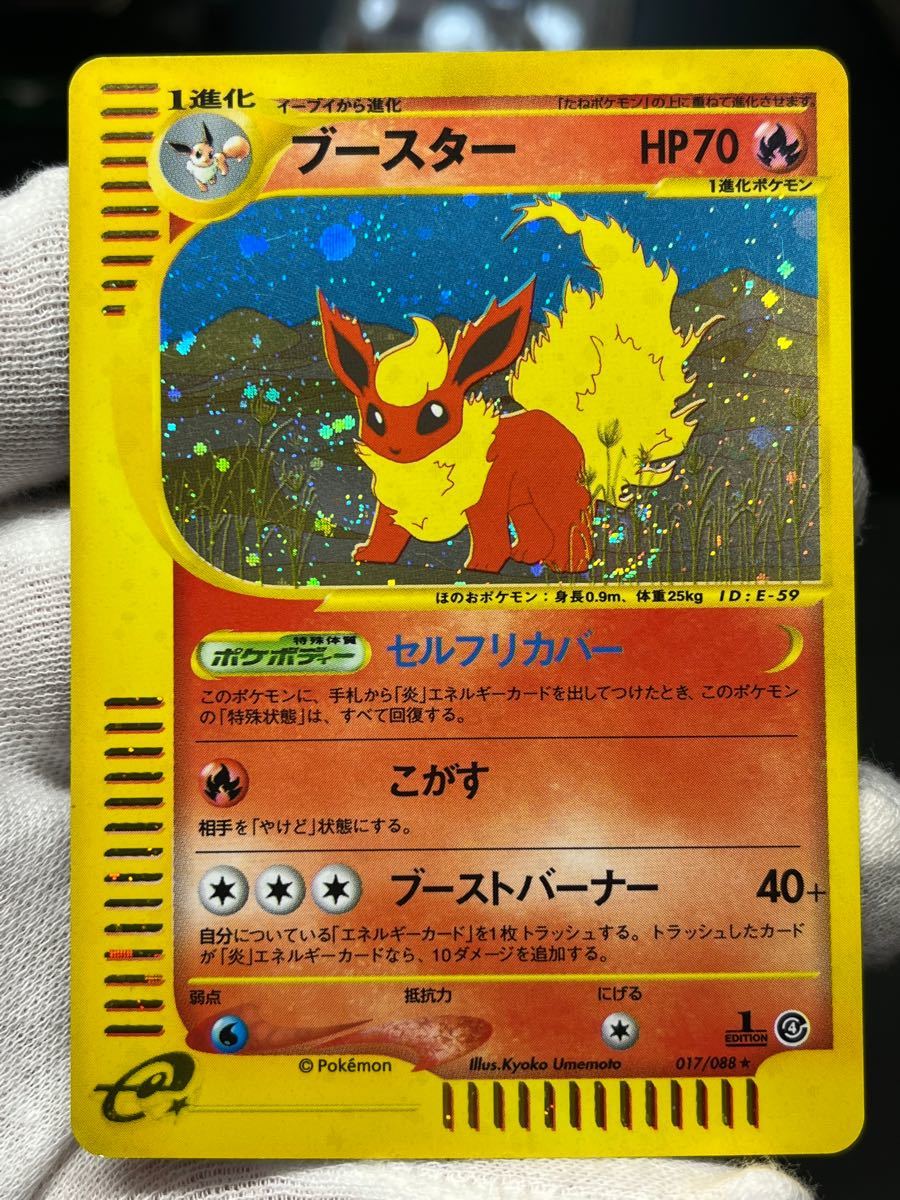 1進化 イーブイから進化 「たねポケモン」の上に重ねて進化させます。
ブースター HP70
1進化ポケモン
ほのおポケモン：身長0.9m、体重25kg ID:E-59
特殊体質
ポケボディー セルフリカバー
このポケモンに、手札から「炎」エネルギーカードを出してつけたとき、このポケモン
の「特殊状態」は、すべて回復する。
こがす
相手を「やけど」状態にする。
ブーストバーナー 40+
自分についている「エネルギーカード」を1枚トラッシュする。トラッシュしたカード
が「炎」エネルギーカードなら、10ダメージを追加する。
弱点 抵抗力 にげる
1
EDITION
4
© Pokémon Illus.Kyoko Umemoto 017/088★
e